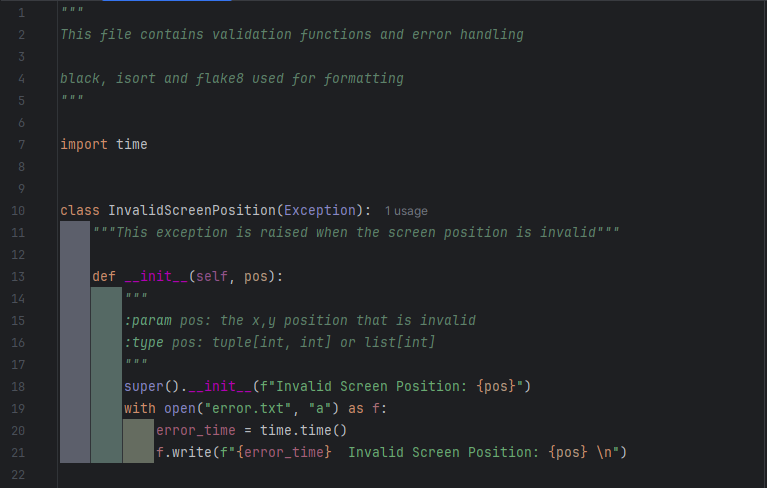 1 """
2 This file contains validation functions and error handling
3
4 black, isort and flake8 used for formatting
5 """
6
7 import time
8
9
10 class InvalidScreenPosition(Exception): 1 usage
11 """This exception is raised when the screen position is invalid"""
12
13 def __init__(self, pos):
14 """
15 :param pos: the x,y position that is invalid
16 :type pos: tuple[int, int] or list[int]
17 """
18 super().__init__(f"Invalid Screen Position: {pos}")
19 with open("error.txt", "a") as f:
20 error_time = time.time()
21 f.write(f"{error_time}  Invalid Screen Position: {pos} \n")
22